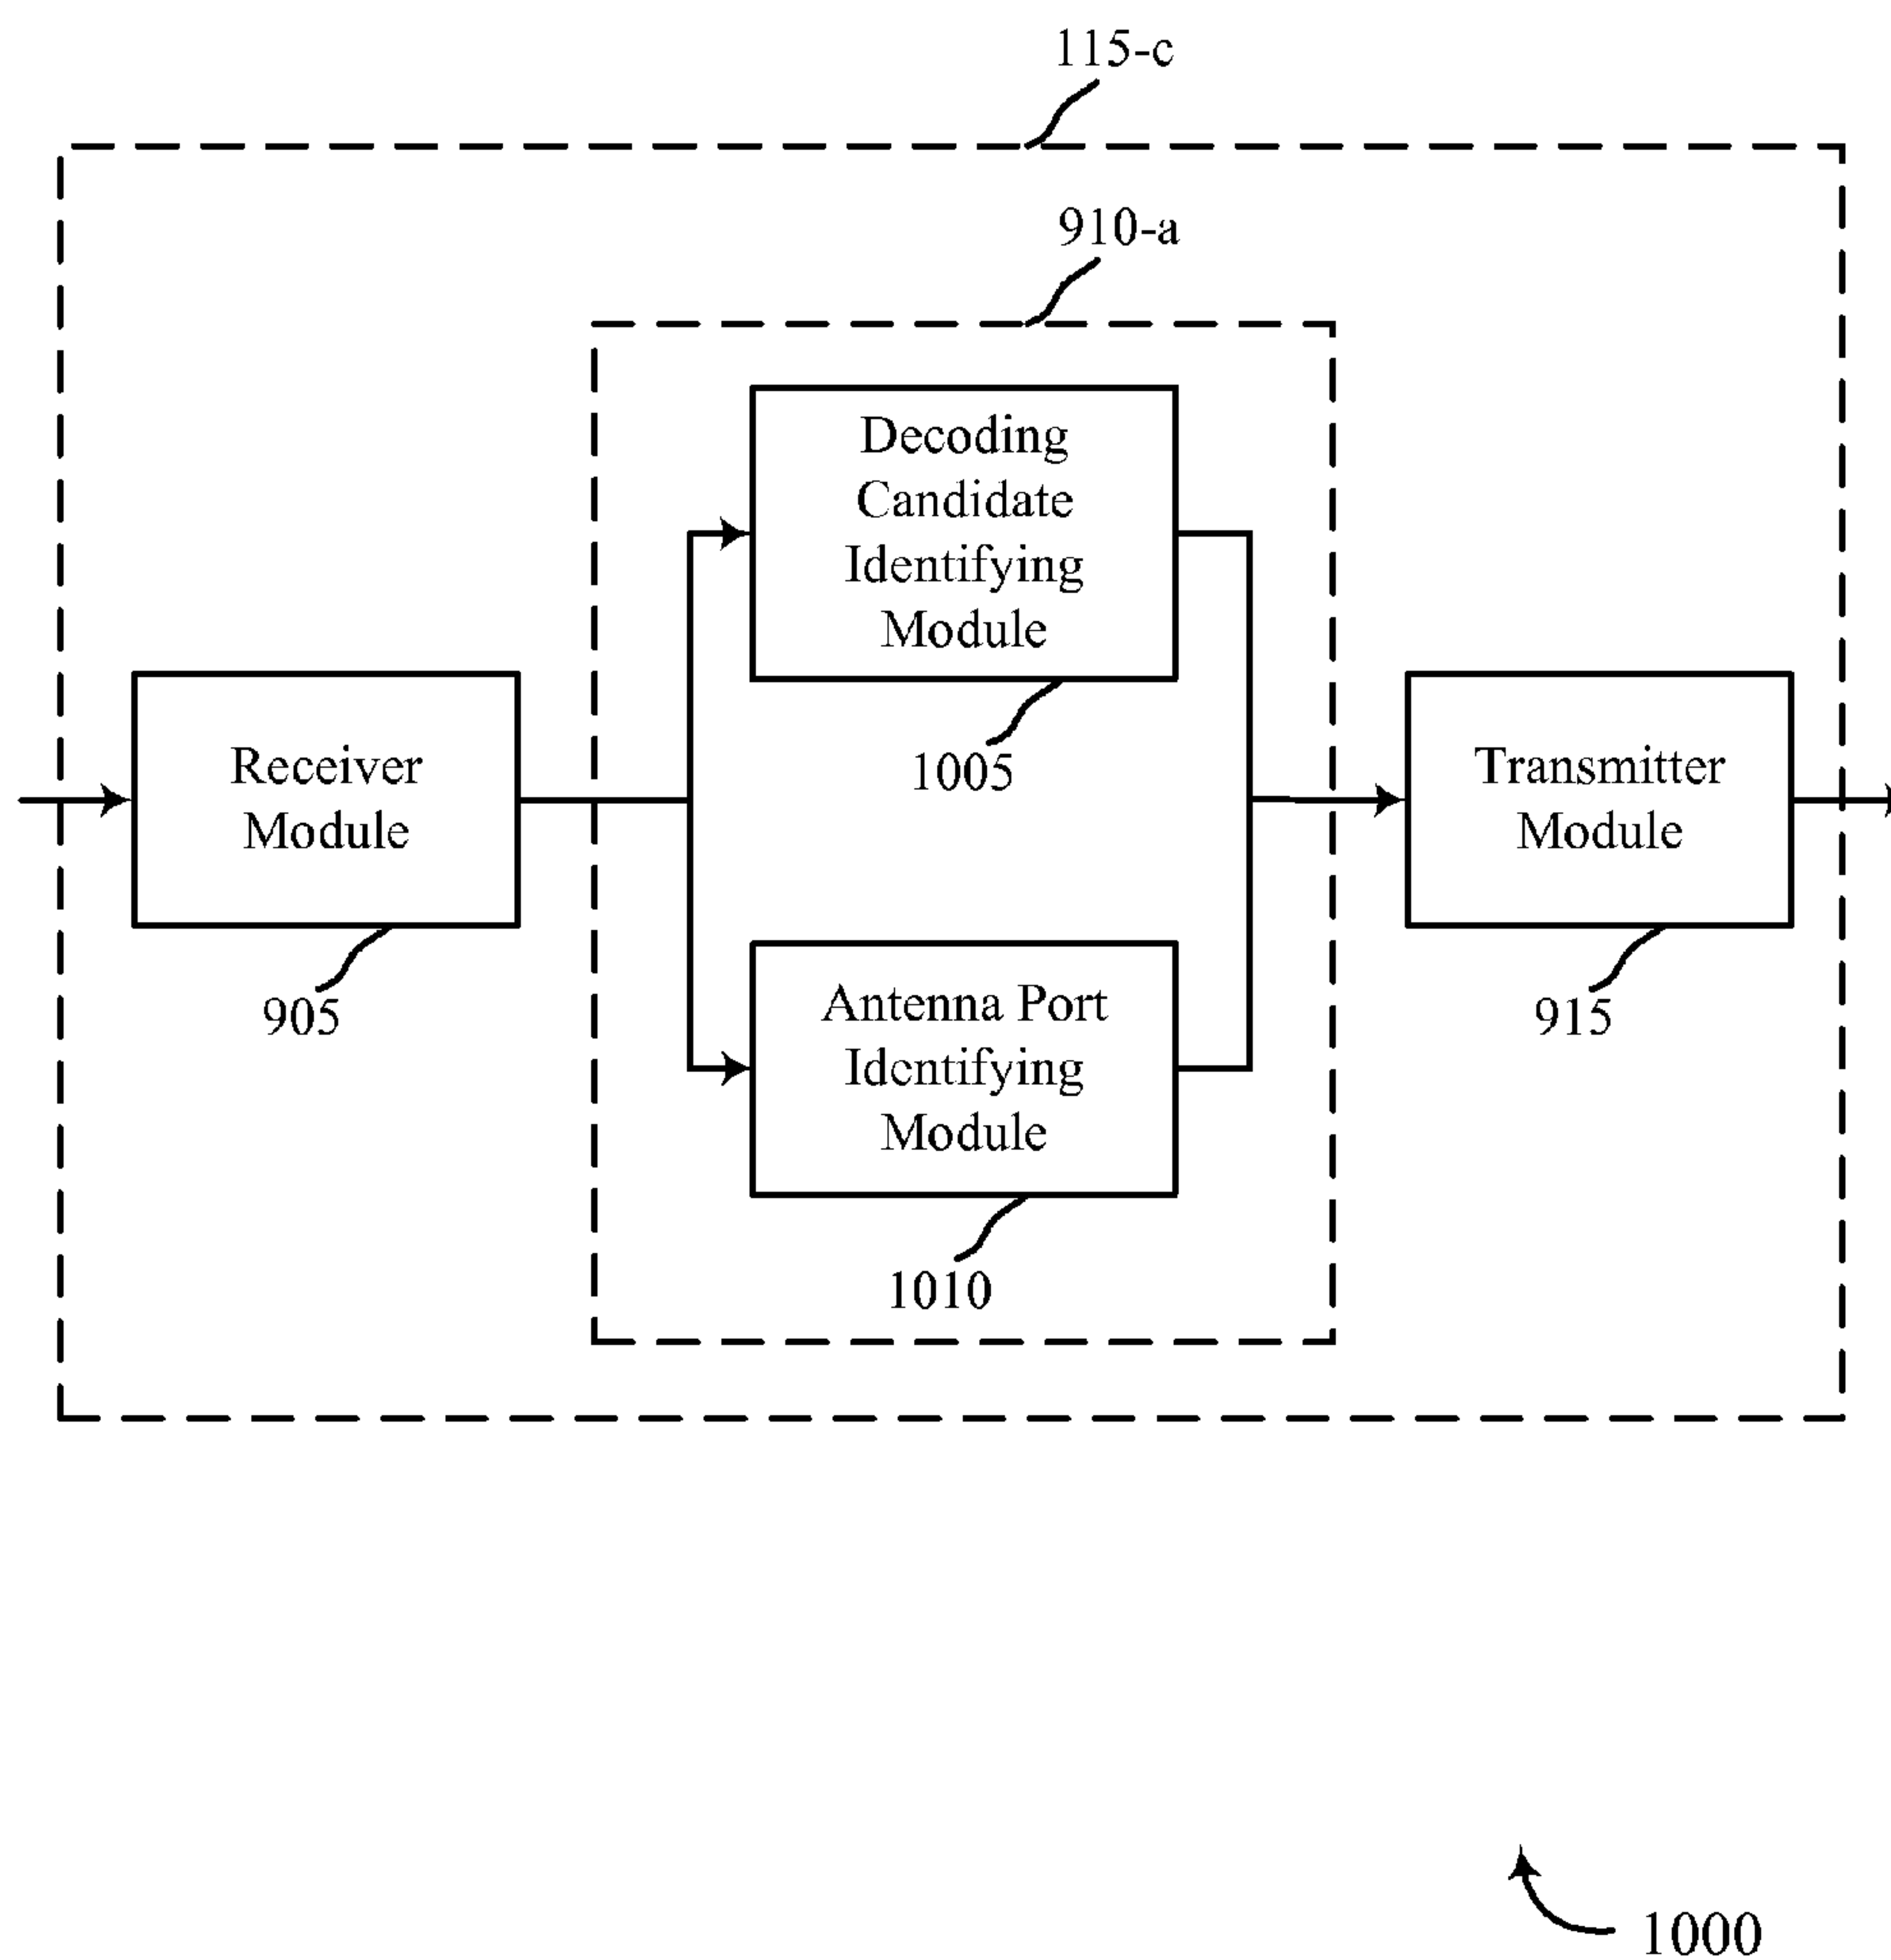 115-c
910-a
Decoding
Candidate
Identifying
Module
1005
Receiver
Module
905
Transmitter
Module
915
Antenna Port
Identifying
Module
1010
1000